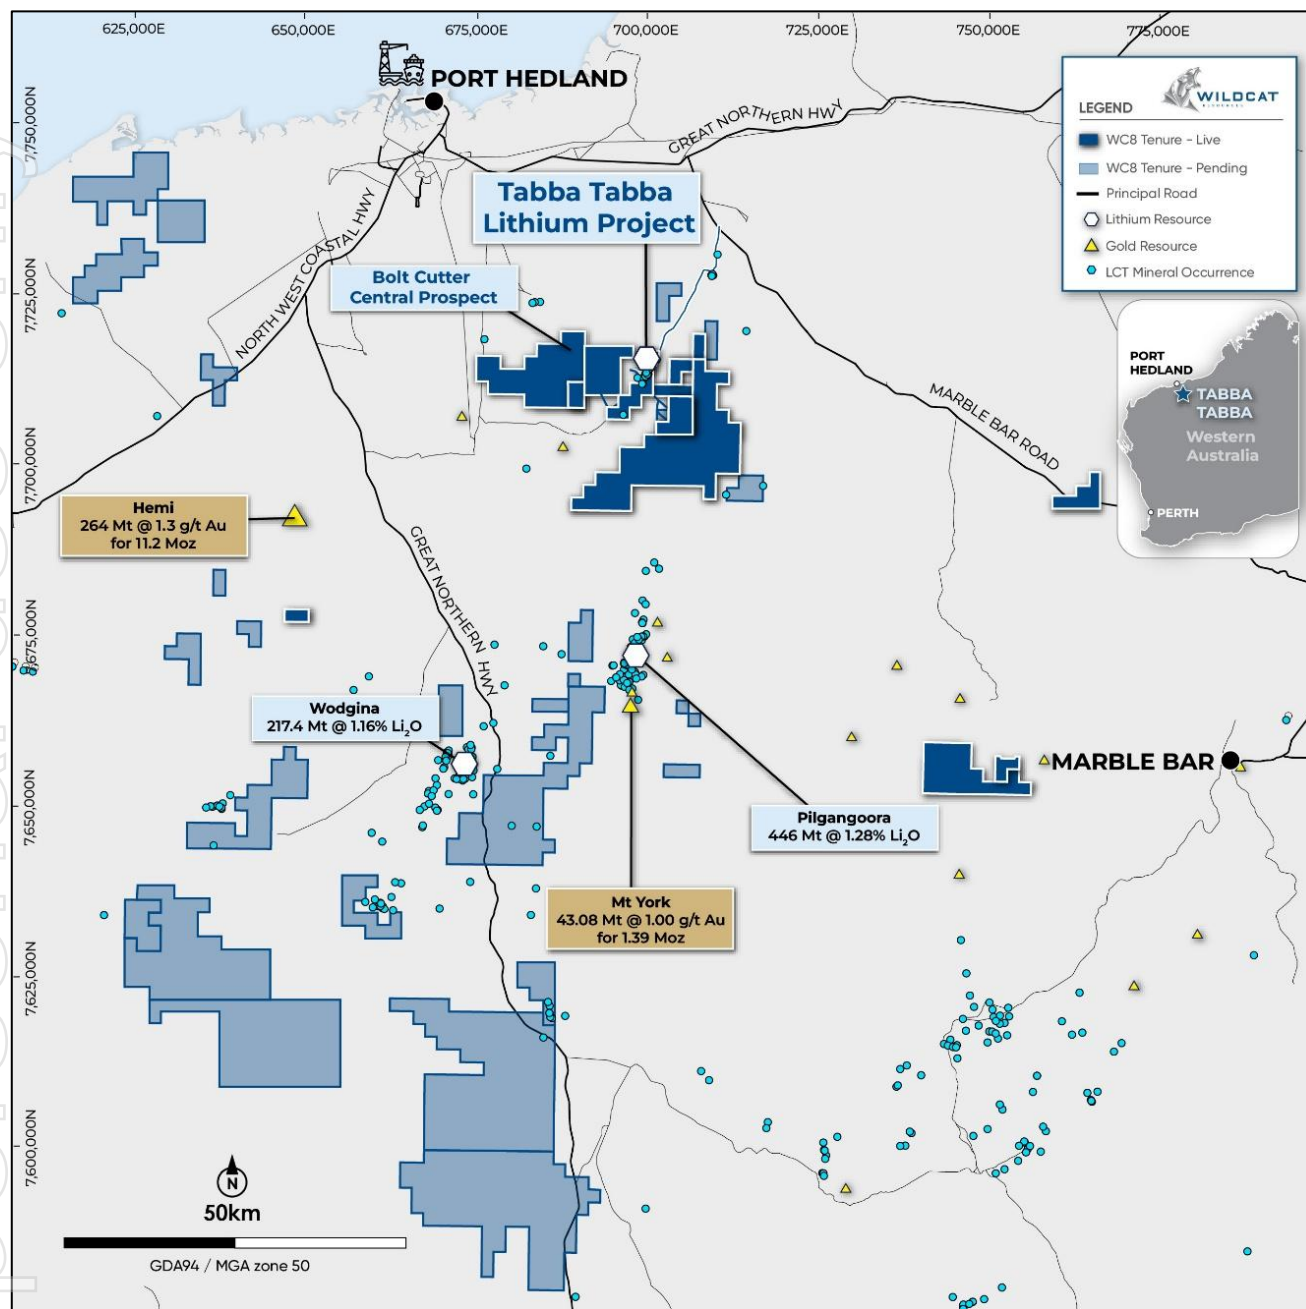 625,000E
650,000E
675,000E
700,000E
725,000E
750,000E
775,000E
7,750,000N
7,725,000N
7,700,000N
7,675,000N
7,650,000N
7,625,000N
7,600,000N
PORT HEDLAND
GREAT NORTHERN HWY
NORTH WEST COASTAL HWY
Tabba Tabba
Lithium Project
Bolt Cutter
Central Prospect
LEGEND
WILDCAT
WC8 Tenure - Live
WC8 Tenure - Pending
Principal Road
Lithium Resource
Gold Resource
LCT Mineral Occurrence
PORT
HEDLAND
TABBA
TABBA
Western
Australia
PERTH
MARBLE BAR ROAD
Hemi
264 Mt @ 1.3 g/t Au
for 11.2 Moz
GREAT NORTHERN HWY
Wodgina
217.4 Mt @ 1.16% Li₂O
MARBLE BAR
Pilgangoora
446 Mt @ 1.28% Li₂O
Mt York
43.08 Mt @ 1.00 g/t Au
for 1.39 Moz
N
50km
GDA94 / MGA zone 50